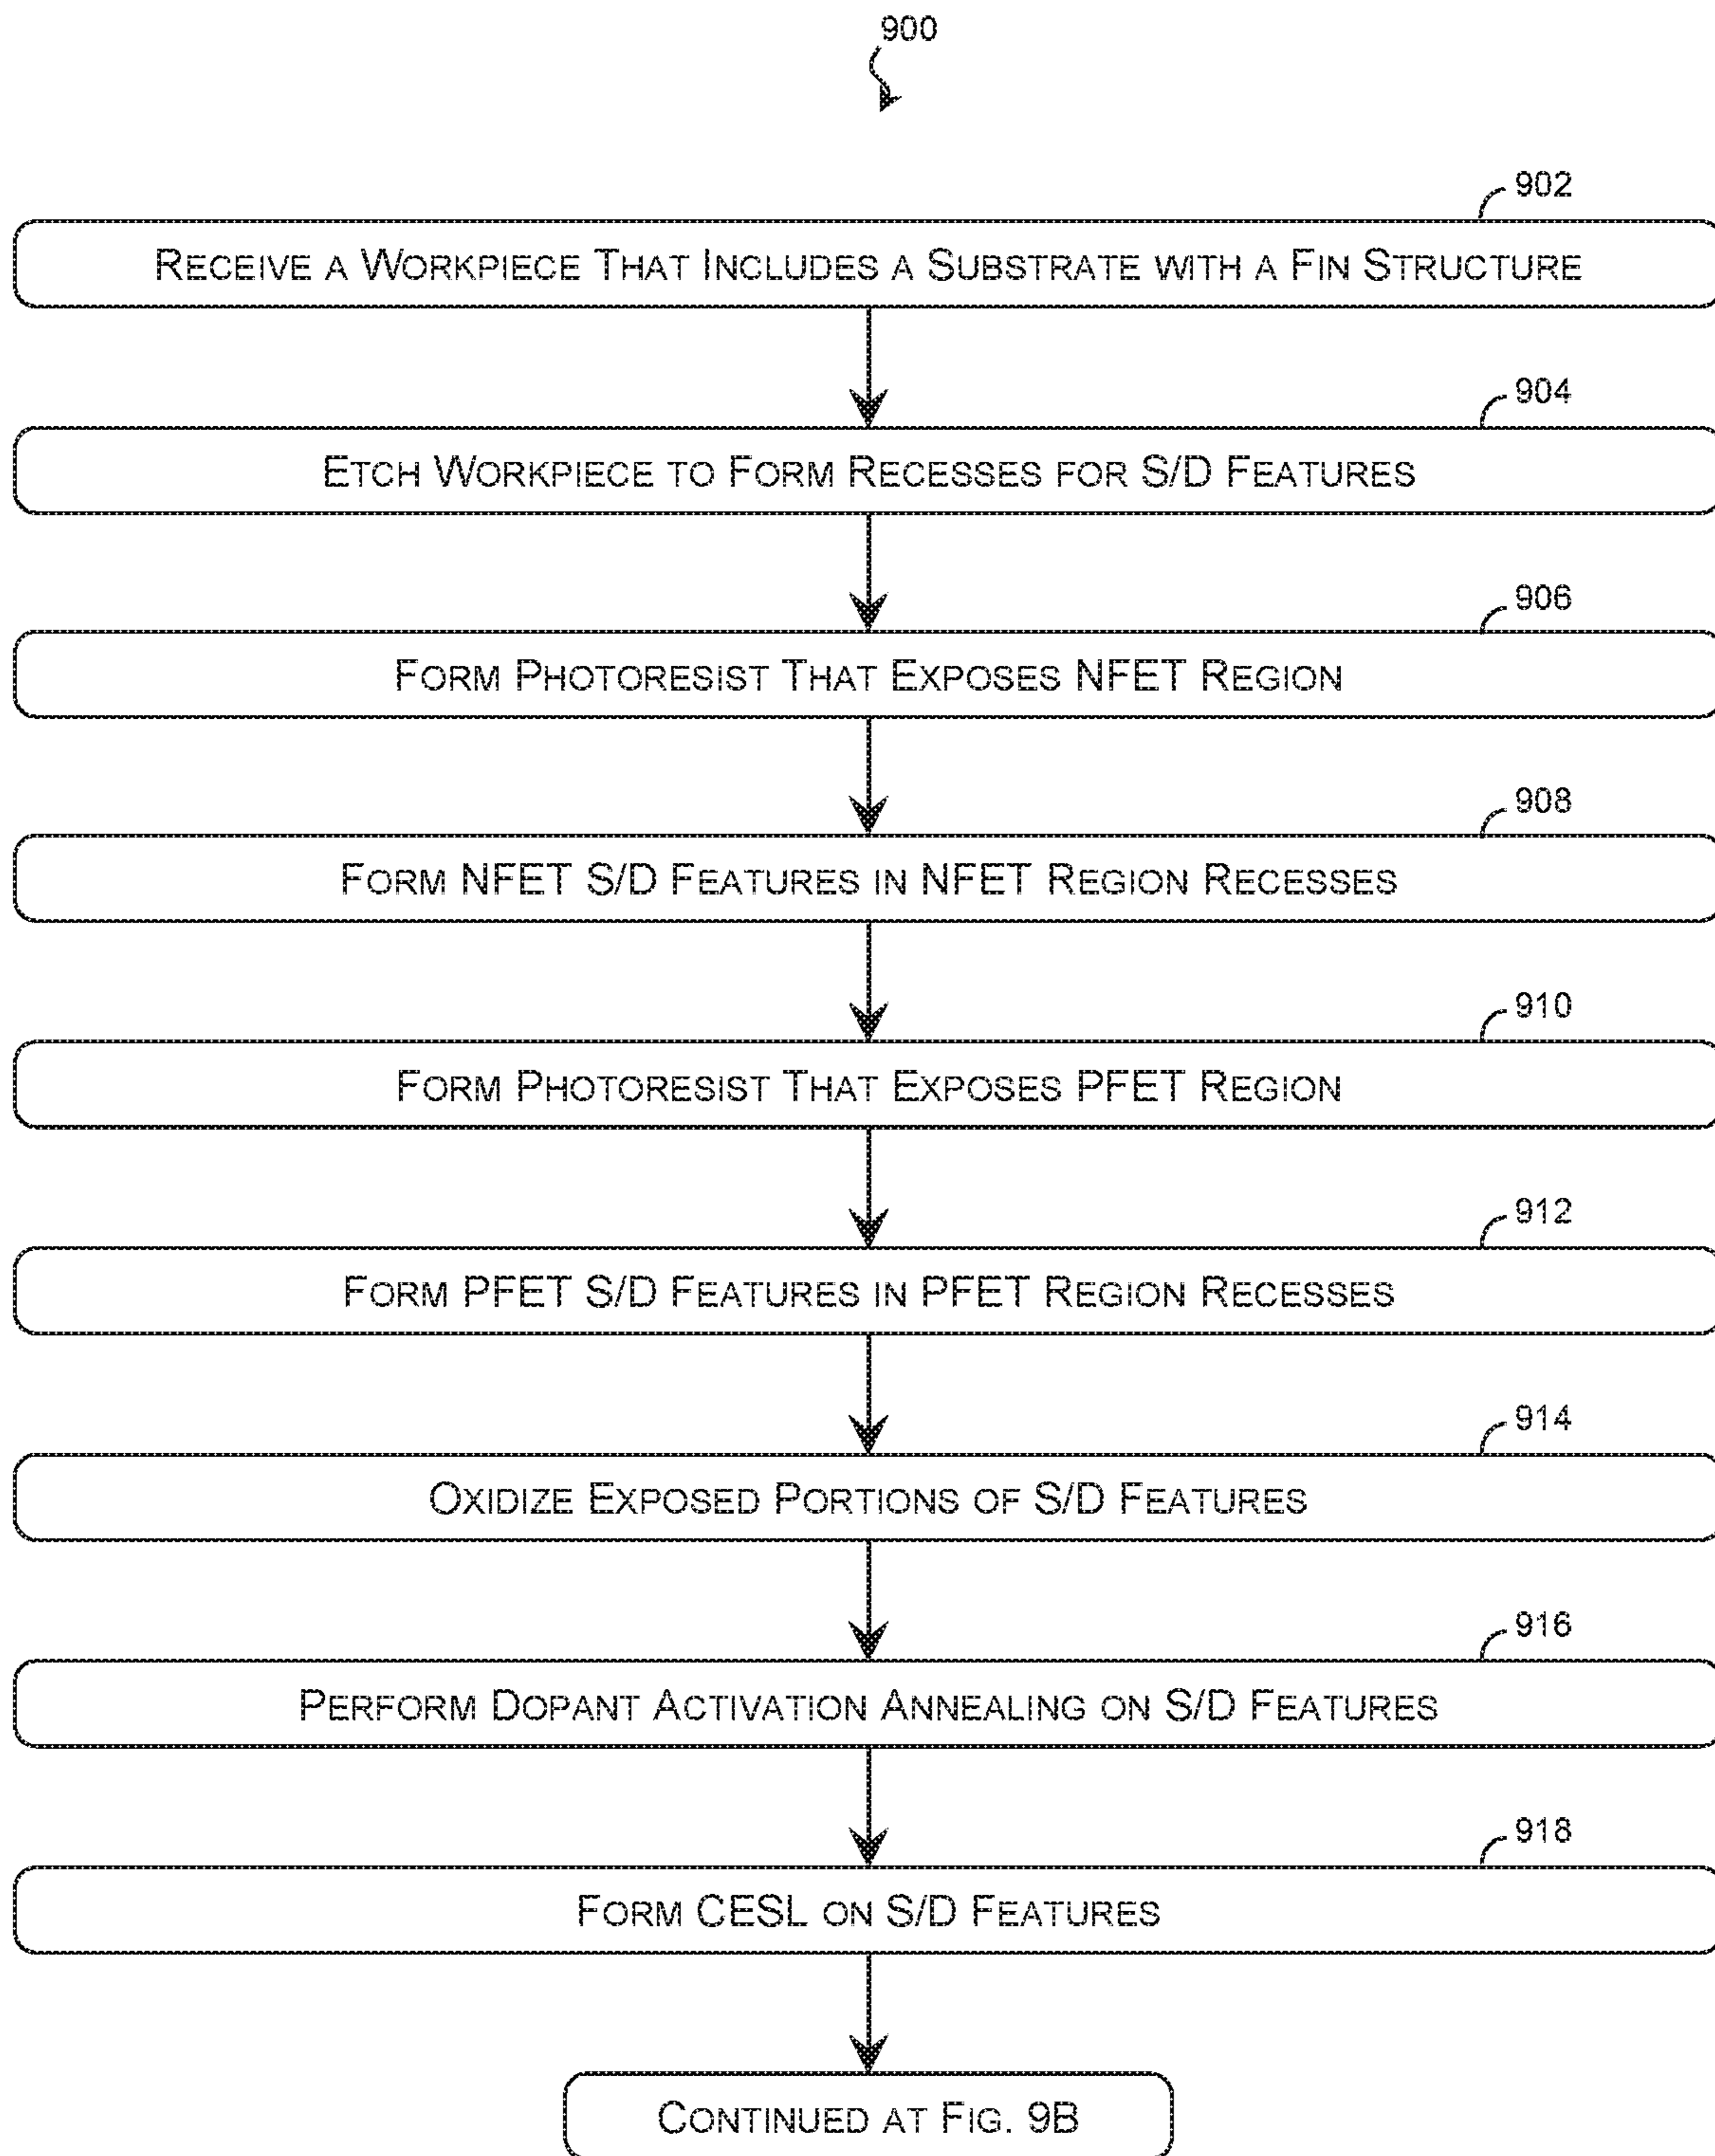 900
902
Receive a Workpiece That Includes a Substrate with a Fin Structure
904
Etch Workpiece to Form Recesses for S/D Features
906
Form Photoresist That Exposes NFET Region
908
Form NFET S/D Features in NFET Region Recesses
910
Form Photoresist That Exposes PFET Region
912
Form PFET S/D Features in PFET Region Recesses
914
Oxidize Exposed Portions of S/D Features
916
Perform Dopant Activation Annealing on S/D Features
918
Form CESL on S/D Features
Continued at Fig. 9B